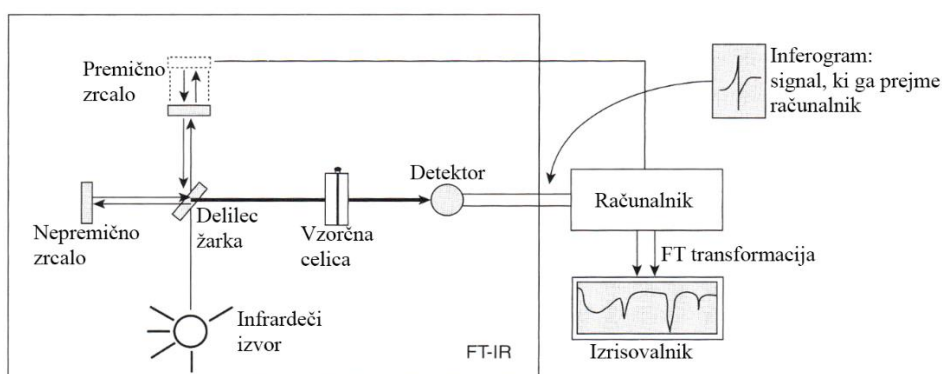 Premično
zrcalo
Inferogram:
signal, ki ga prejme
računalnik
Detektor
Računalnik
Nepremično
zrcalo
Delilec
žarka
Vzorčna
celica
FT transformacija
Infrardeči
izvor
FT-IR
Izrisovalnik